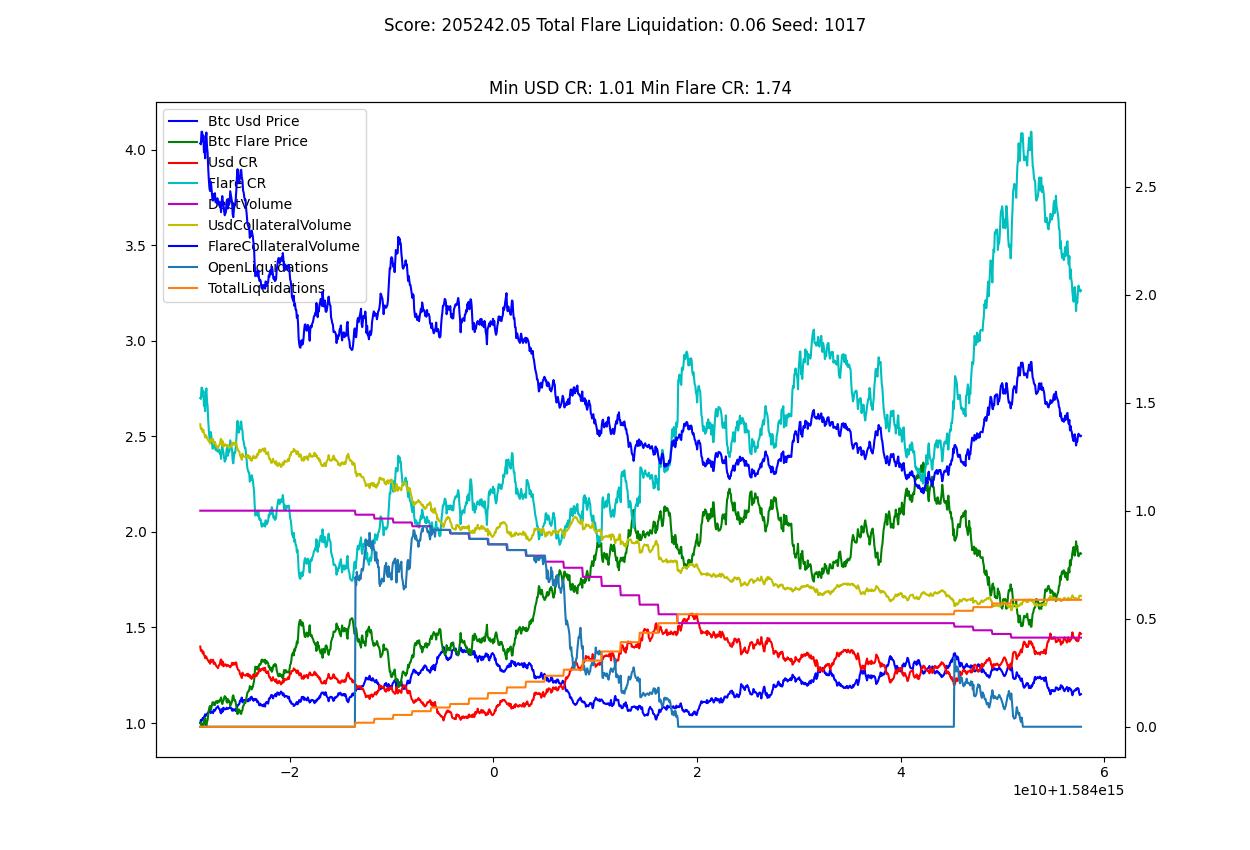 Score: 205242.05 Total Flare Liquidation: 0.06 Seed: 1017
Min USD CR: 1.01 Min Flare CR: 1.74
Btc Usd Price
Btc Flare Price
Usd CR
Flare CR
DebtVolume
UsdCollateralVolume
FlareCollateralVolume
OpenLiquidations
TotalLiquidations
4.0
3.5
3.0
2.5
2.0
1.5
1.0
2.5
2.0
1.5
1.0
0.5
0.0
−2
0
2
4
6
1e10+1.584e15